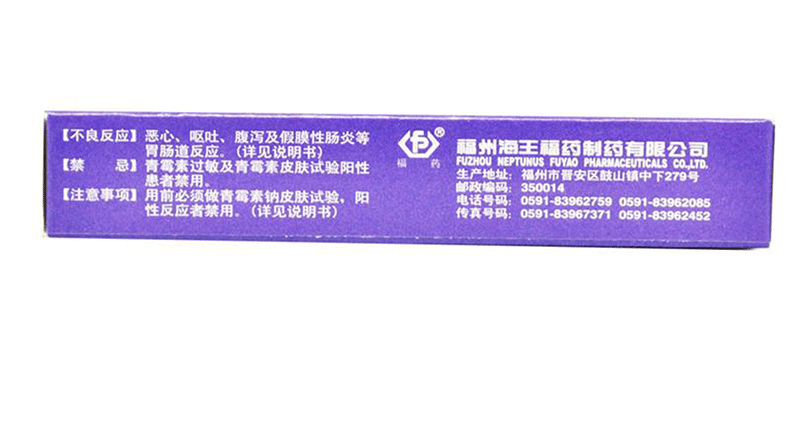 【不良反应】恶心、呕吐、腹泻及假膜性肠炎等
胃肠道反应。(详见说明书)
【禁 忌】青霉素过敏及青霉素皮肤试验阳性
患者禁用。
【注意事项】用前必须做青霉素钠皮肤试验、阳
性反应者禁用。(详见说明书)
®
福 药
福州海王福药制药有限公司
FUZHOU NEPTUNUS FUYAO PHARMACEUTICALS CO.,LTD.
生产地址: 福州市晋安区鼓山镇中下279号
邮政编码: 350014
电话号码: 0591-83962759 0591-83962085
传真号码: 0591-83967371 0591-83962452